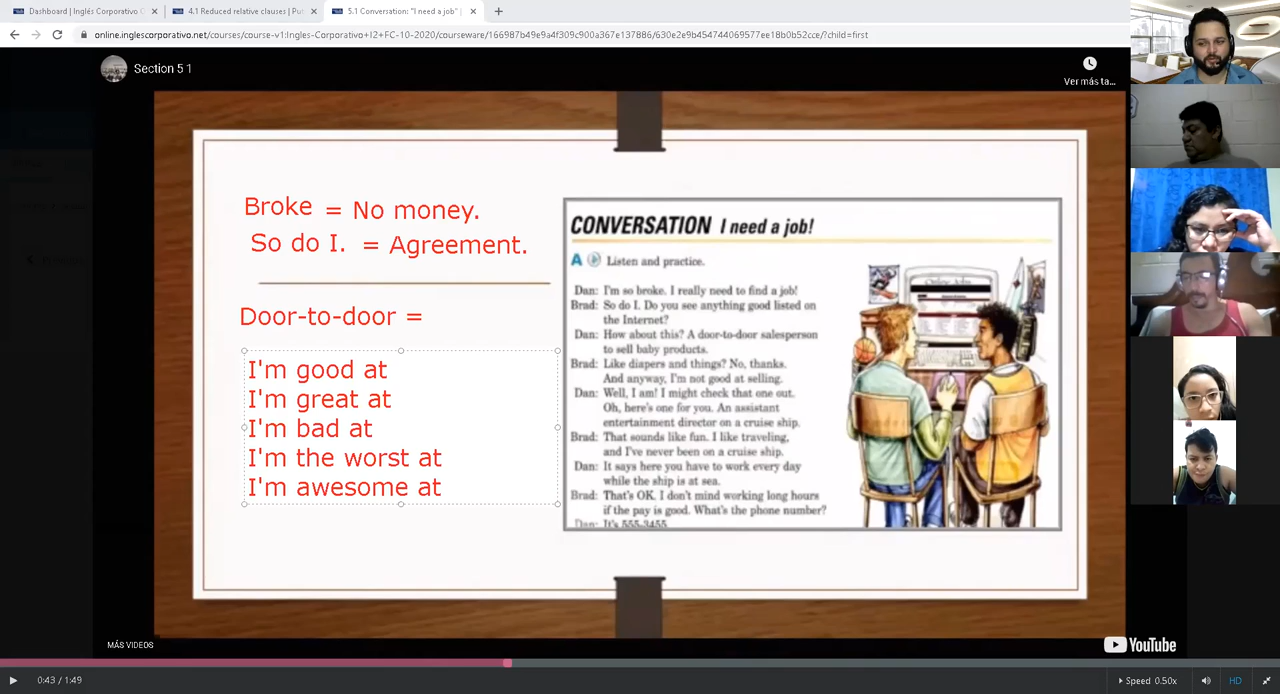 Dashboard | Inglés Corporativo
4.1 Reduced relative clauses | Pu
5.1 Conversation: "I need a job" |
online.inglescorporativo.net/courses/course-v1:Ingles-Corporativo+I2+FC-10-2020/courseware/166987b49e9a4f309c900a367e137886/630e2e9b454744069577ee18b0b52cce/?child=first
Section 5 1
Ver más ta...
Broke = No money.
So do I. = Agreement.
Door-to-door =
I'm good at
I'm great at
I'm bad at
I'm the worst at
I'm awesome at
CONVERSATION I need a job!
A Listen and practice.
Dan: I'm so broke. I really need to find a job!
Brad: So do I. Do you see anything good listed on
the Internet?
Dan: How about this? A door-to-door salesperson
to sell baby products.
Brad: Like diapers and things? No, thanks.
And anyway, I'm not good at selling.
Dan: Well, I am! I might check that one out.
Oh, here's one for you. An assistant
entertainment director on a cruise ship.
Brad: That sounds like fun. I like traveling,
and I've never been on a cruise ship.
Dan: It says here you have to work every day
while the ship is at sea.
Brad: That's OK. I don't mind working long hours
if the pay is good. What's the phone number?
Dan: It's 555-3455
Online Jobs
MÁS VIDEOS
YouTube
0:43 / 1:49
Speed 0.50x
HD